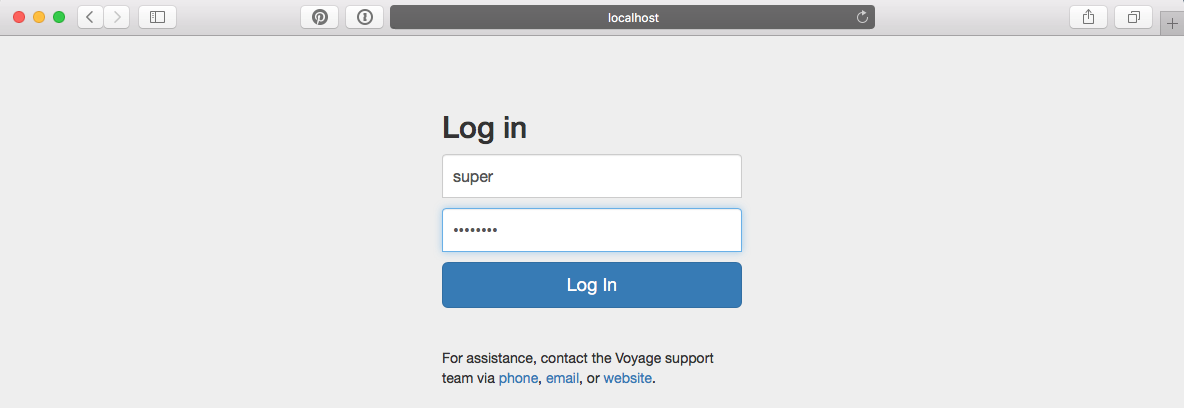 localhost
Log in
super
••••••••
Log In
For assistance, contact the Voyage support
team via phone, email, or website.